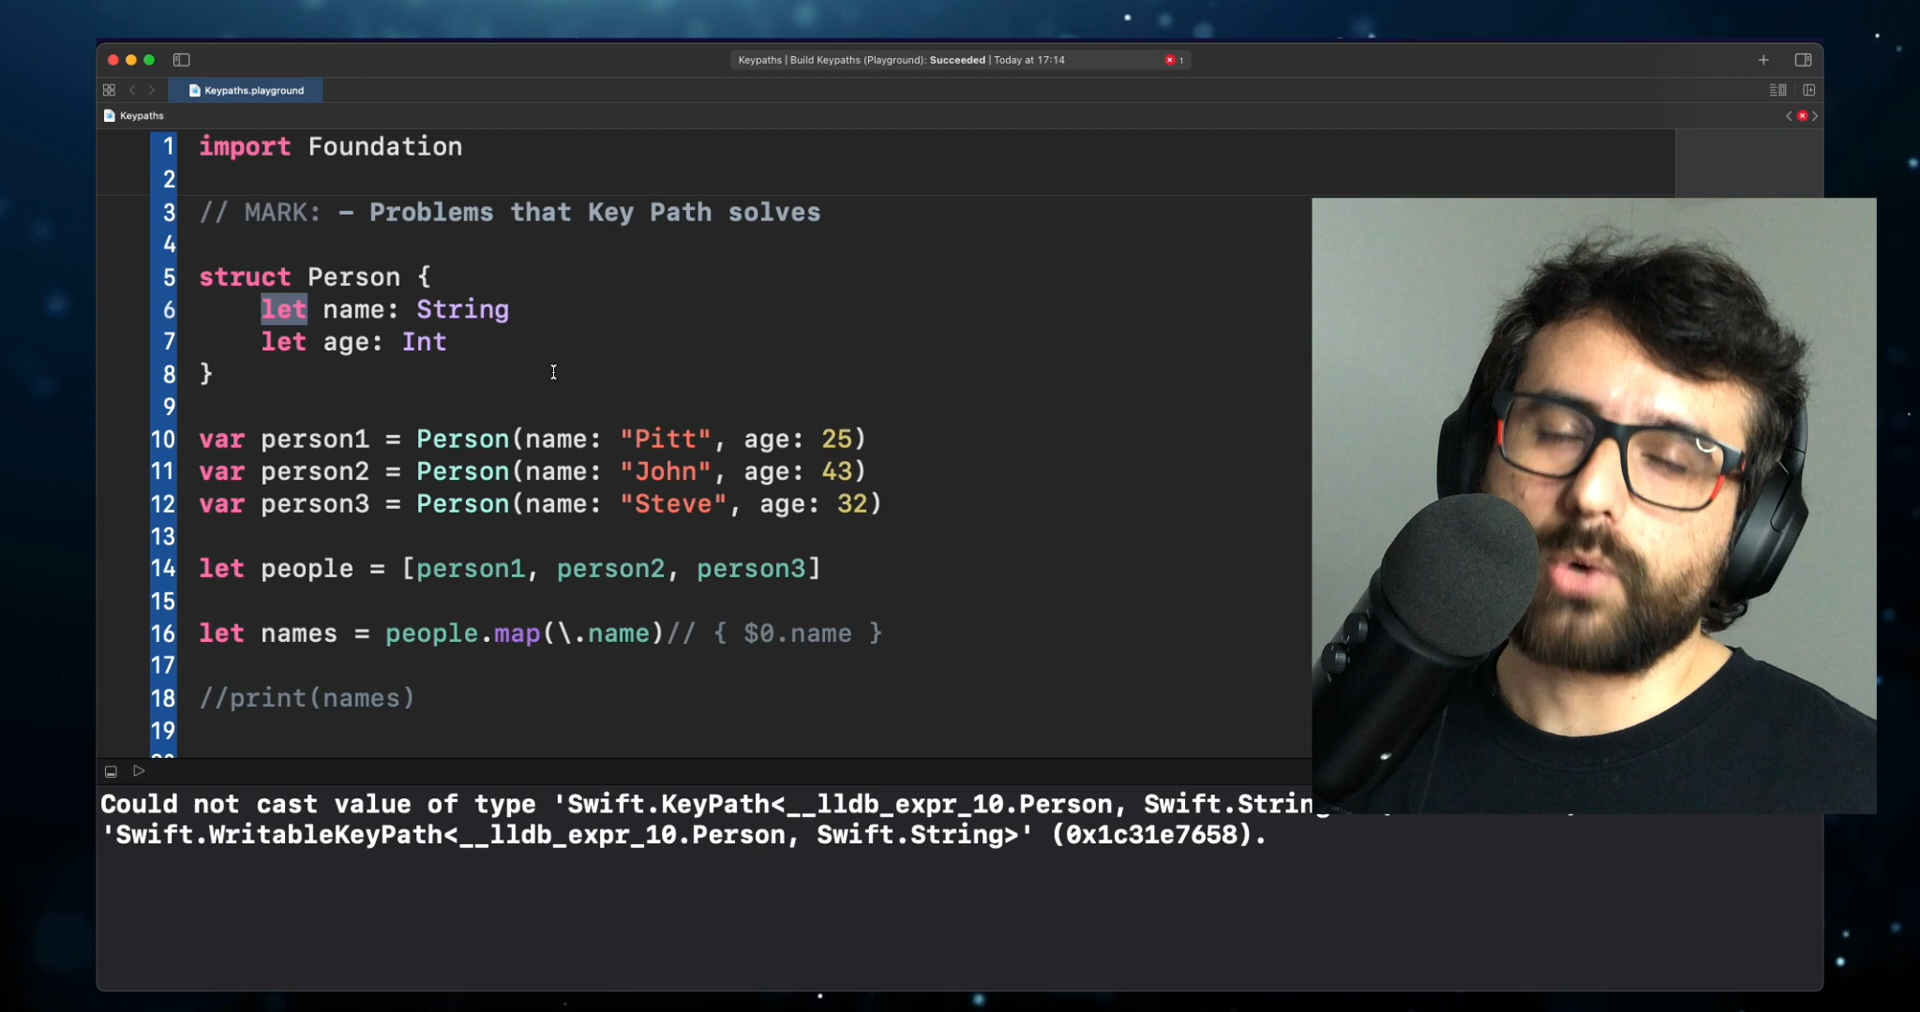 Keypaths | Build Keypaths (Playground): Succeeded | Today at 17:14
1
Keypaths.playground
Keypaths
1 import Foundation
2
3 // MARK: - Problems that Key Path solves
4
5 struct Person {
6 let name: String
7 let age: Int
8 }
9
10 var person1 = Person(name: "Pitt", age: 25)
11 var person2 = Person(name: "John", age: 43)
12 var person3 = Person(name: "Steve", age: 32)
13
14 let people = [person1, person2, person3]
15
16 let names = people.map(\.name)// { $0.name }
17
18 //print(names)
19
Could not cast value of type 'Swift.KeyPath<__lldb_expr_10.Person, Swift.Strin
'Swift.WritableKeyPath<__lldb_expr_10.Person, Swift.String>' (0x1c31e7658).